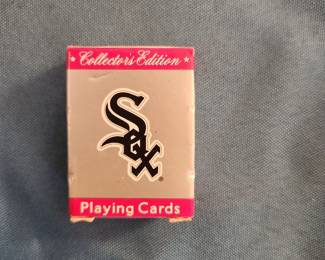 ★ Collector's Edition ★
Sox
Playing Cards